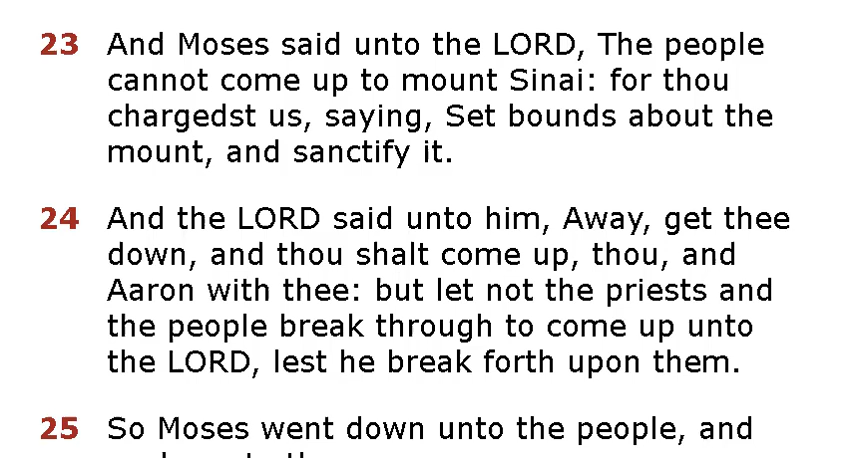 23 And Moses said unto the LORD, The people
cannot come up to mount Sinai: for thou
chargedst us, saying, Set bounds about the
mount, and sanctify it.
24 And the LORD said unto him, Away, get thee
down, and thou shalt come up, thou, and
Aaron with thee: but let not the priests and
the people break through to come up unto
the LORD, lest he break forth upon them.
25 So Moses went down unto the people, and